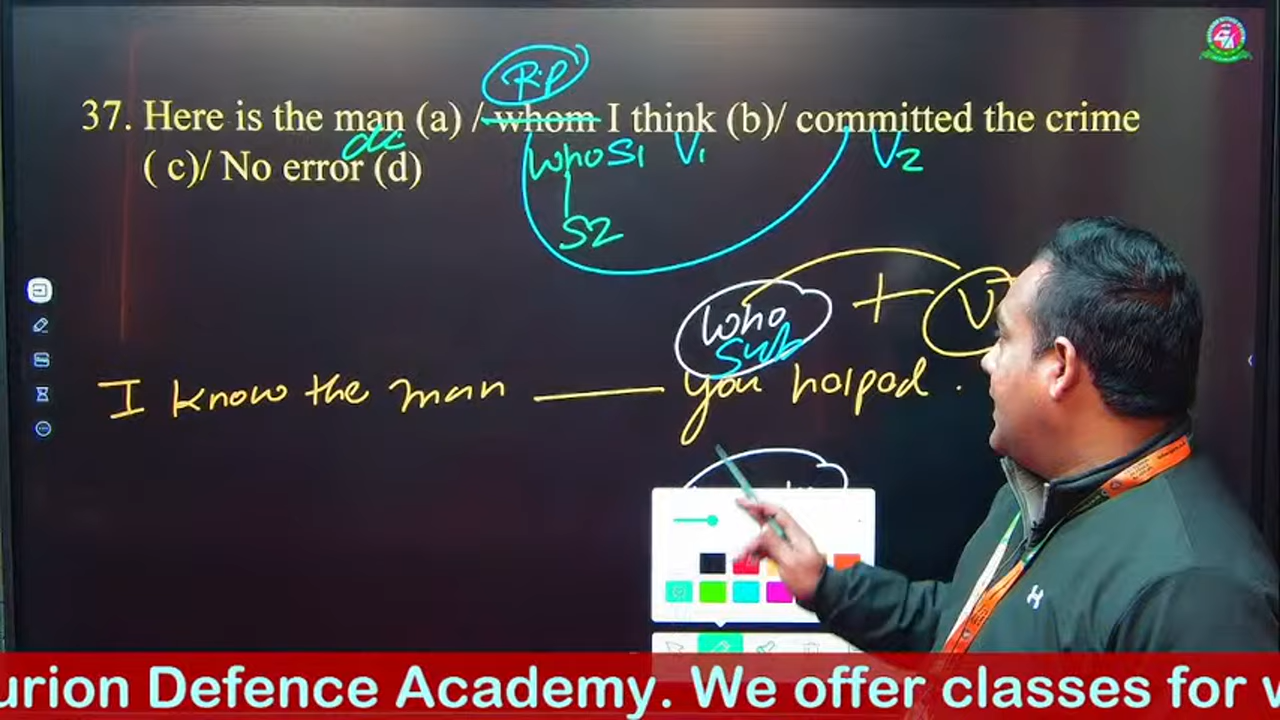 R.P
37. Here is the man (a) / whom I think (b)/ committed the crime
dc who S1 V1 V2
( c)/ No error (d)
S2
who + V
Sub
I know the man ——— you helped .
urion Defence Academy. We offer classes for